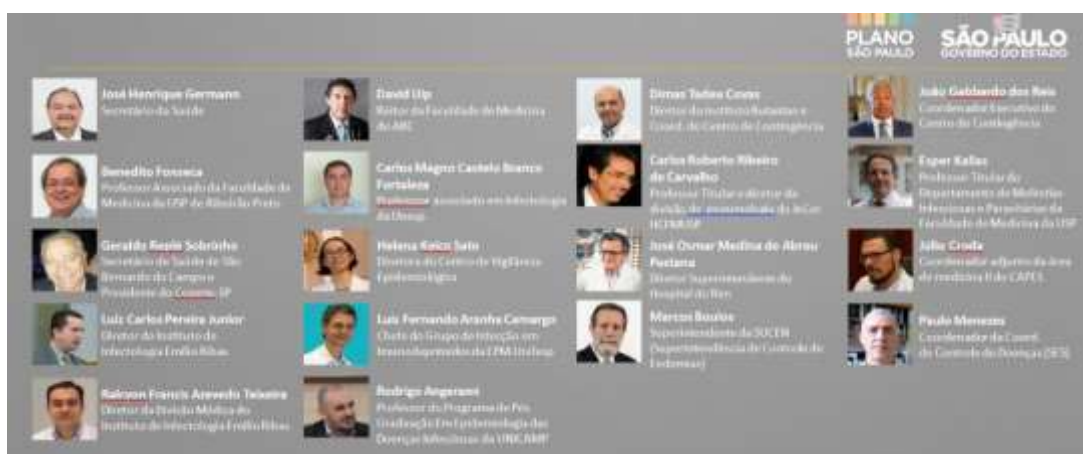 PLANO
SÃO PAULO
SÃO PAULO
GOVERNO DO ESTADO
José Henrique Germann
Secretário da Saúde
David Uip
Reitor da Faculdade de Medicina
do ABC
Dimas Tadeu Covas
Diretor do Instituto Butantan e
Coord. do Centro de Contingência
João Gabbardo dos Reis
Coordenador Executivo do
Centro de Contingência
Benedito Fonseca
Professor Associado da Faculdade de
Medicina da USP de Ribeirão Preto
Carlos Magno Castelo Branco
Fortaleza
Professor associado em Infectologia
da Unesp
Carlos Roberto Ribeiro
de Carvalho
Professor Titular e diretor da
divisão de pneumologia do InCor
HCFMUSP
Esper Kallas
Professor Titular do
Departamento de Moléstias
Infecciosas e Parasitárias da
Faculdade de Medicina da USP
Geraldo Reple Sobrinho
Secretário de Saúde de São
Bernardo do Campo e
Presidente do Cosems SP
Helena Keico Sato
Diretora do Centro de Vigilância
Epidemiológica
José Osmar Medina de Abreu
Pestana
Diretor Superintendente do
Hospital do Rim
Júlio Croda
Coordenador adjunto da área
de medicina II da CAPES
Luiz Carlos Pereira Junior
Diretor do Instituto de
Infectologia Emílio Ribas
Luis Fernando Aranha Camargo
Chefe do Grupo de Infecção em
Imunodeprimidos da EPM Unifesp
Marcos Boulos
Superintendente da SUCEN
(Superintendência de Controle de
Endemias)
Paulo Menezes
Coordenador da Coord.
de Controle de Doenças (SES)
Ralcyon Francis Azevedo Teixeira
Diretor da Divisão Médica do
Instituto de Infectologia Emílio Ribas
Rodrigo Angerami
Professor do Programa de Pós
Graduação Em Epidemiologia das
Doenças Infecciosas da UNICAMP